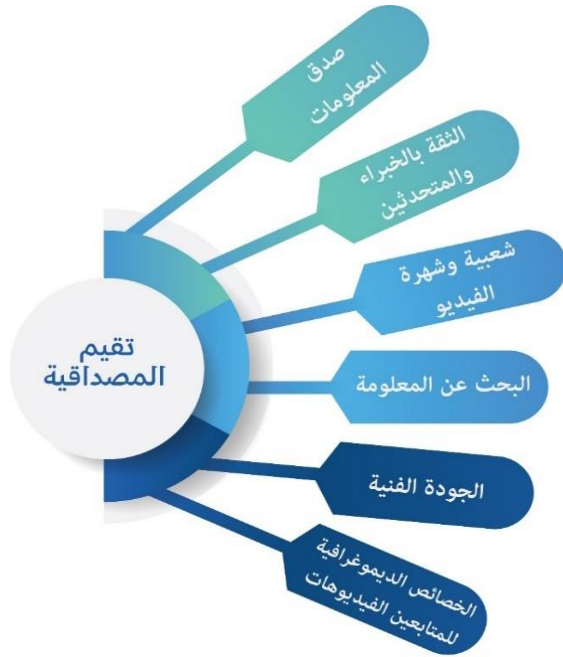 صدق
المعلومات
الثقة بالخبراء
والمتحدثين
شعبية وشهرة
الفيديو
تقيم
المصداقية
البحث عن المعلومة
الجودة الفنية
الخصائص الديموغرافية
للمتابعين الفيديوهات